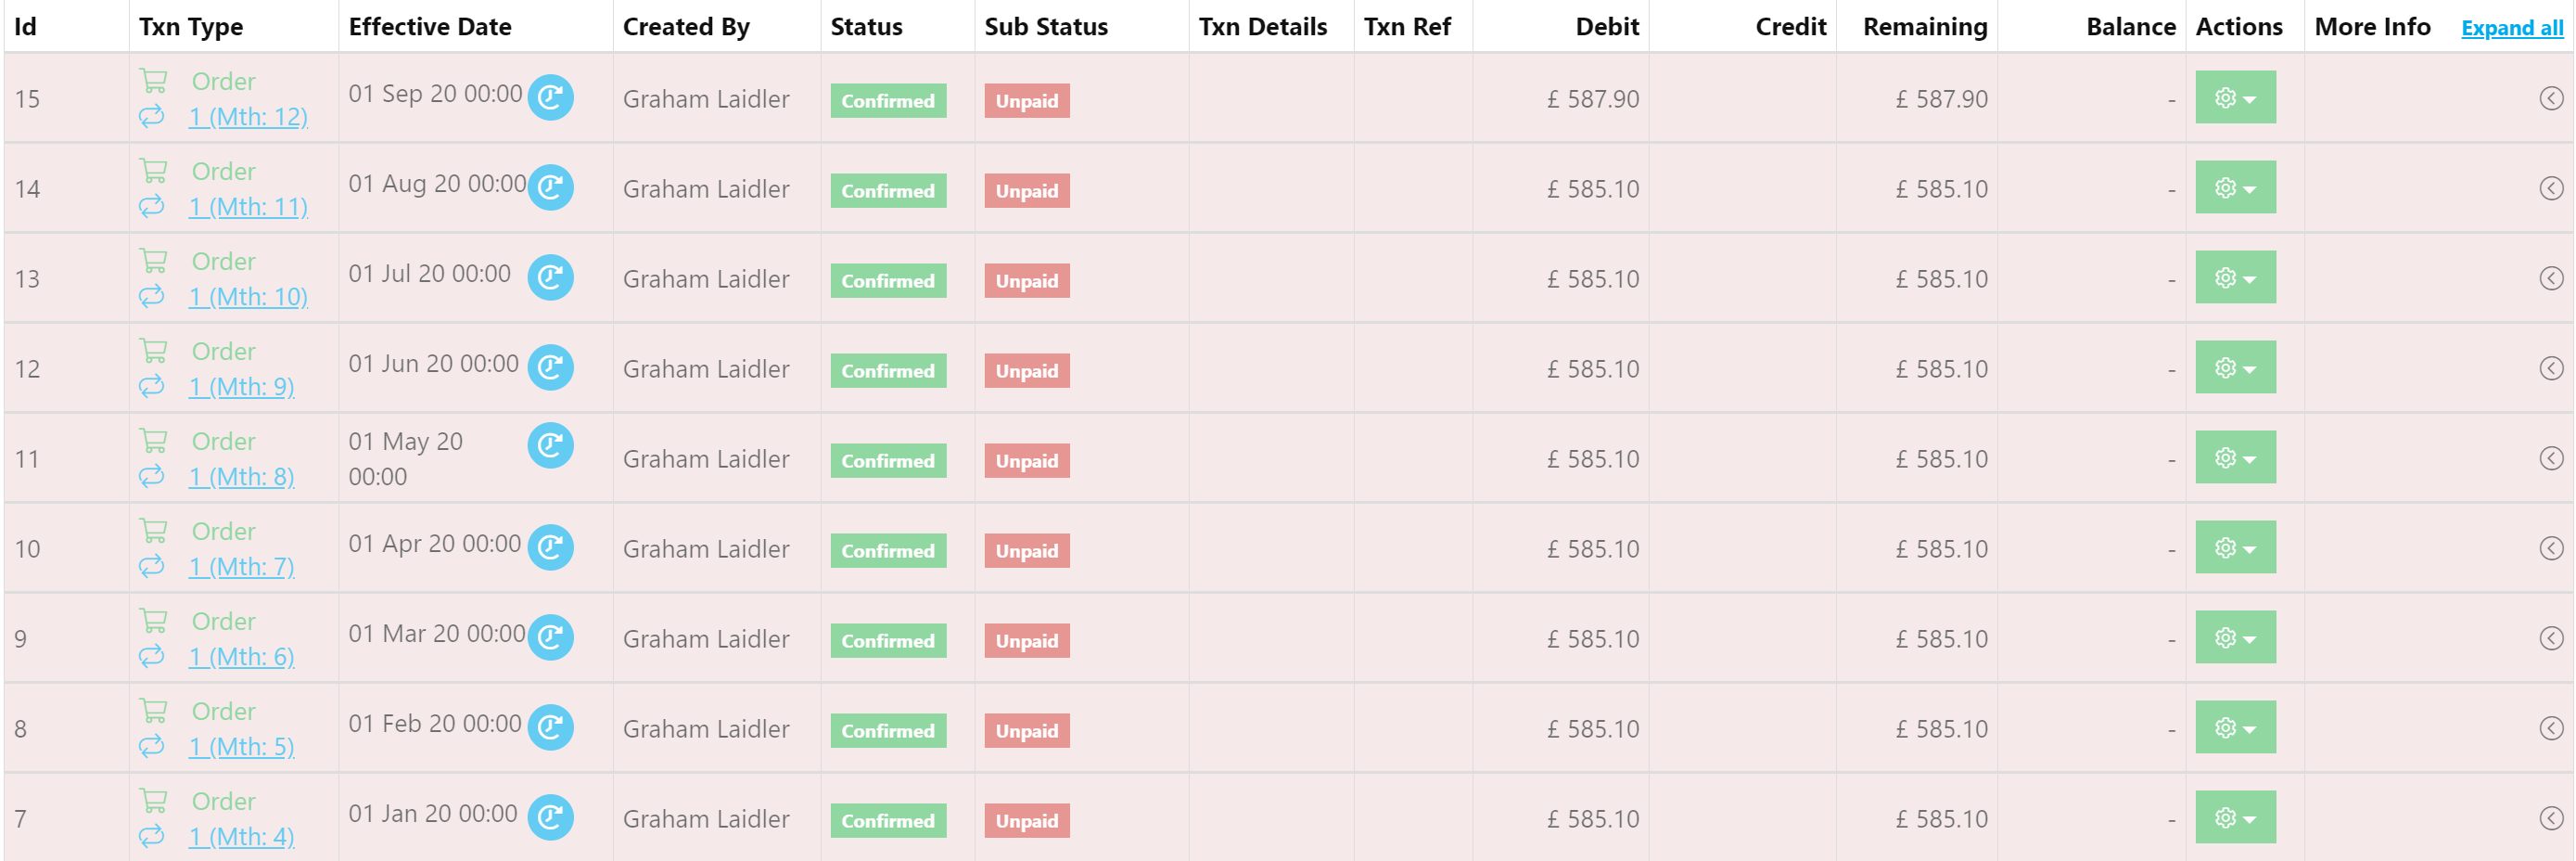 Id Txn Type Effective Date Created By Status Sub Status Txn Details Txn Ref Debit Credit Remaining Balance Actions More Info Expand all
15 Order 01 Sep 20 00:00 Graham Laidler Confirmed Unpaid £ 587.90 £ 587.90 -
1 (Mth: 12)
14 Order 01 Aug 20 00:00 Graham Laidler Confirmed Unpaid £ 585.10 £ 585.10 -
1 (Mth: 11)
13 Order 01 Jul 20 00:00 Graham Laidler Confirmed Unpaid £ 585.10 £ 585.10 -
1 (Mth: 10)
12 Order 01 Jun 20 00:00 Graham Laidler Confirmed Unpaid £ 585.10 £ 585.10 -
1 (Mth: 9)
11 Order 01 May 20 Graham Laidler Confirmed Unpaid £ 585.10 £ 585.10 -
1 (Mth: 8) 00:00
10 Order 01 Apr 20 00:00 Graham Laidler Confirmed Unpaid £ 585.10 £ 585.10 -
1 (Mth: 7)
9 Order 01 Mar 20 00:00 Graham Laidler Confirmed Unpaid £ 585.10 £ 585.10 -
1 (Mth: 6)
8 Order 01 Feb 20 00:00 Graham Laidler Confirmed Unpaid £ 585.10 £ 585.10 -
1 (Mth: 5)
7 Order 01 Jan 20 00:00 Graham Laidler Confirmed Unpaid £ 585.10 £ 585.10 -
1 (Mth: 4)